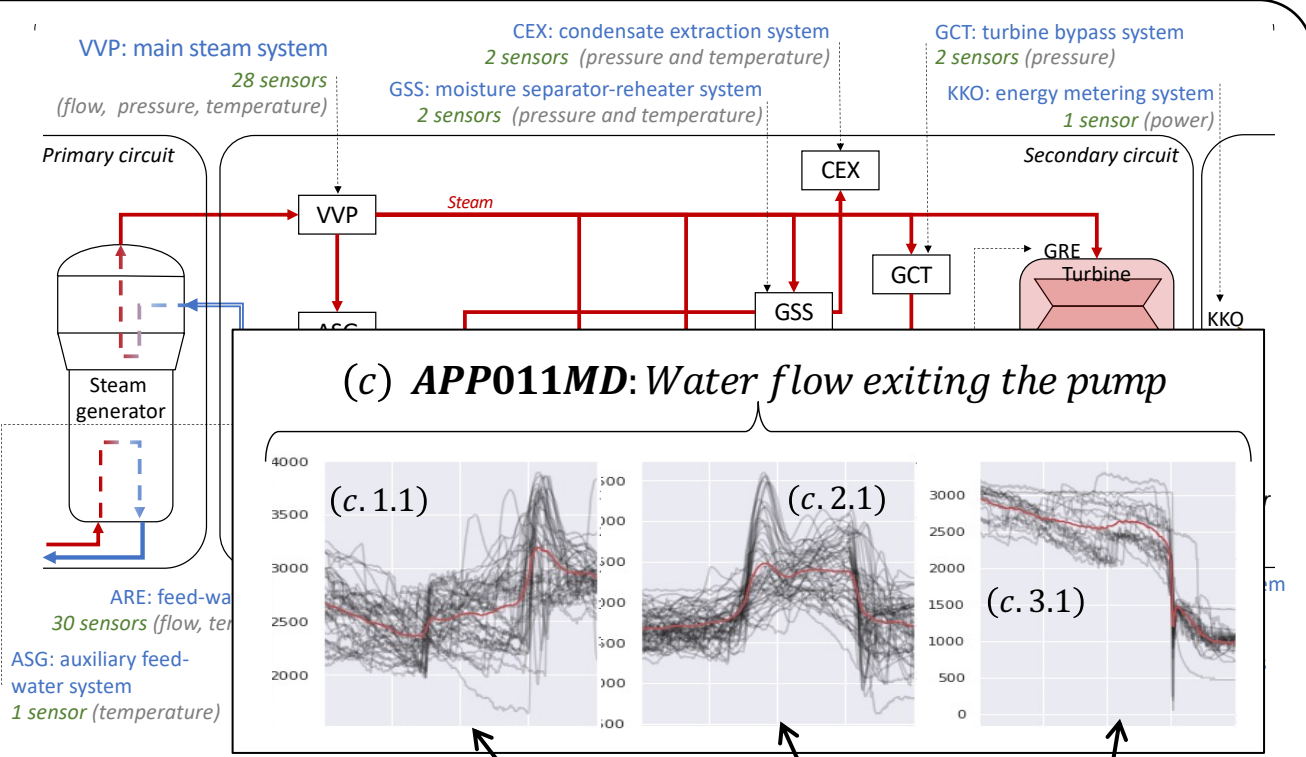 CEX: condensate extraction system
2 sensors (pressure and temperature)
GCT: turbine bypass system
2 sensors (pressure)
VVP: main steam system
28 sensors
(flow, pressure, temperature)
GSS: moisture separator-reheater system
2 sensors (pressure and temperature)
KKO: energy metering system
1 sensor (power)
Primary circuit
Secondary circuit
CEX
VVP
Steam
GCT
GRE
Turbine
GSS
KKO
Steam
generator
(c) APP011MD: Water flow exiting the pump
4000
3500
3000
2500
2000
(c. 1.1)
(c. 2.1)
3000
2500
2000
1500
1000
500
0
(c. 3.1)
ARE:
30 sensors (flow,
ASG: auxiliary feed-
water system
1 sensor (temperature)